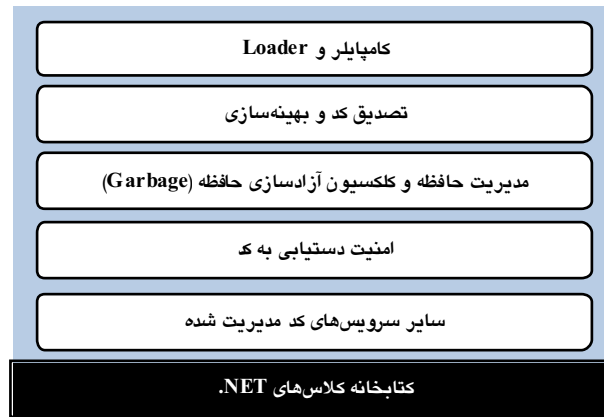 کامپایلر و Loader
تصدیق کد و بهینه‌سازی
مدیریت حافظه و کلکسیون آزادسازی حافظه (Garbage)
امنیت دستیابی به کد
سایر سرویس‌های کد مدیریت شده
کتابخانه کلاس‌های NET.